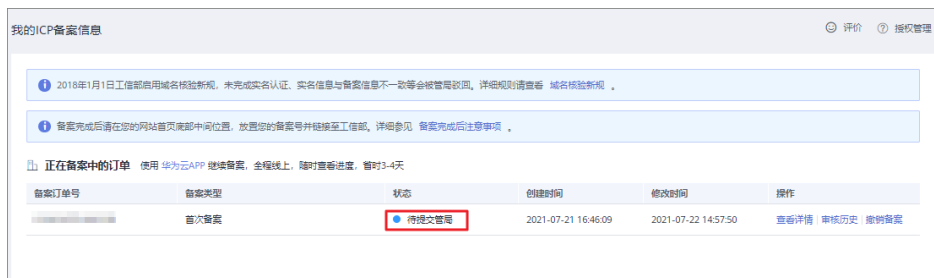 我的ICP备案信息
评价 授权管理
2018年1月1日工信部启用域名核验新规，未完成实名认证、实名信息与备案信息不一致等会被管局驳回。详细规则请查看 域名核验新规 。
备案完成后请在您的网站首页底部中间位置，放置您的备案号并链接至工信部。详细参见 备案完成后注意事项 。
正在备案中的订单 使用 华为云APP 继续备案，全程线上，随时查看进度，省时3-4天
备案订单号 备案类型 状态 创建时间 修改时间 操作
首次备案 待提交管局 2021-07-21 16:46:09 2021-07-22 14:57:50 查看详情 审核历史 撤销备案